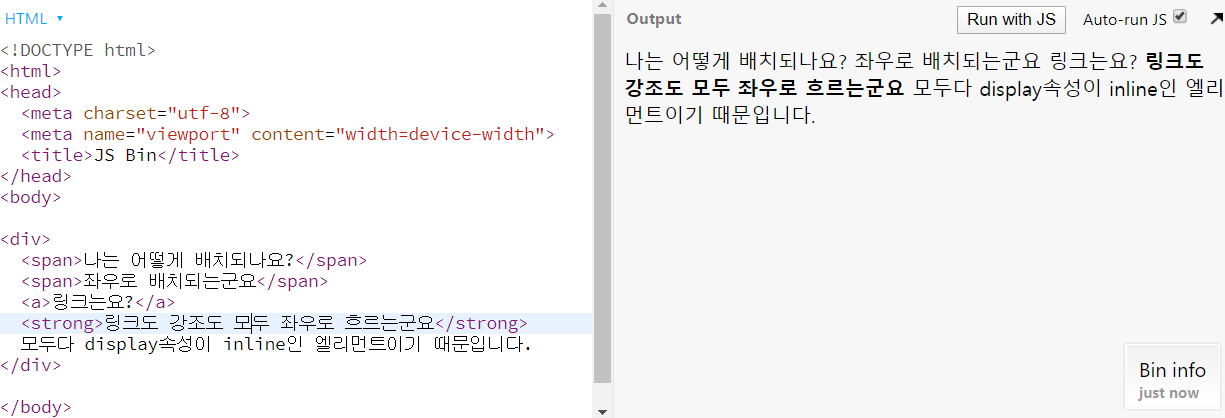 HTML ▾
<!DOCTYPE html>
<html>
<head>
  <meta charset="utf-8">
  <meta name="viewport" content="width=device-width">
  <title>JS Bin</title>
</head>
<body>

<div>
  <span>나는 어떻게 배치되나요?</span>
  <span>좌우로 배치되는군요</span>
  <a>링크는요?</a>
  <strong>링크도 강조도 모두 좌우로 흐르는군요</strong>
  모두다 display속성이 inline인 엘리먼트이기 때문입니다.
</div>

</body>
Output
Run with JS
Auto-run JS
나는 어떻게 배치되나요? 좌우로 배치되는군요 링크는요? 링크도
강조도 모두 좌우로 흐르는군요 모두다 display속성이 inline인 엘리
먼트이기 때문입니다.
Bin info
just now